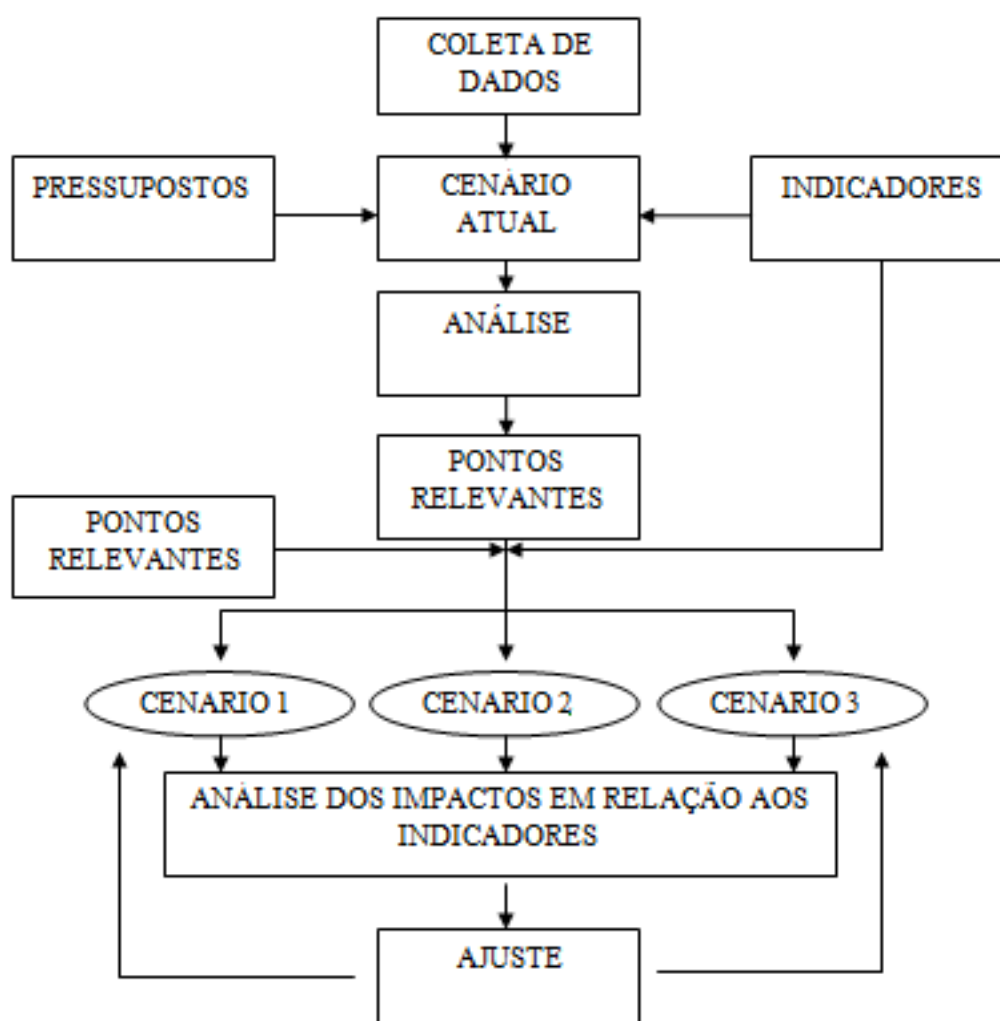 COLETA DE
DADOS
PRESSUPOSTOS
CENÁRIO
ATUAL
INDICADORES
ANÁLISE
PONTOS
RELEVANTES
PONTOS
RELEVANTES
CENARIO 1
CENARIO 2
CENARIO 3
ANÁLISE DOS IMPACTOS EM RELAÇÃO AOS
INDICADORES
AJUSTE